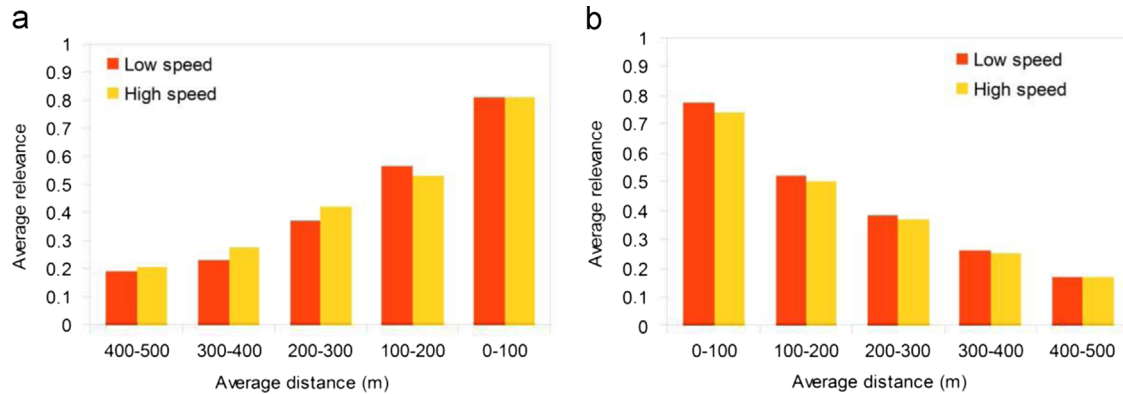 a
1
0.9
0.8
0.7
0.6
0.5
0.4
0.3
0.2
0.1
0
Average relevance
Low speed
High speed
400-500 300-400 200-300 100-200 0-100
Average distance (m)
b
1
0.9
0.8
0.7
0.6
0.5
0.4
0.3
0.2
0.1
0
Average relevance
Low speed
High speed
0-100 100-200 200-300 300-400 400-500
Average distance (m)